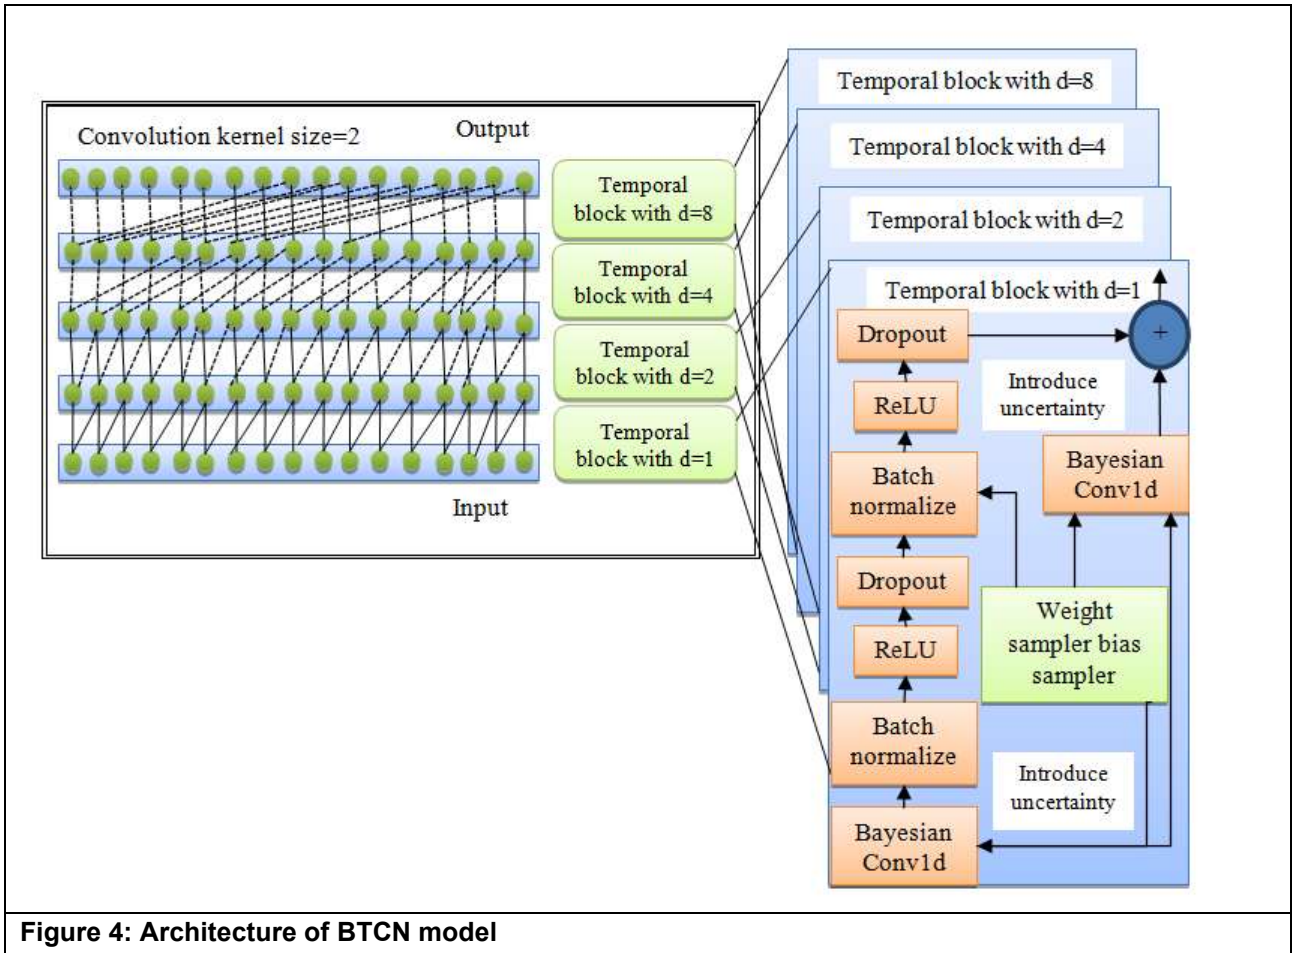 Convolution kernel size=2
Output
Temporal
block with d=8
Temporal
block with d=4
Temporal
block with d=2
Temporal
block with d=1
Input
Temporal block with d=8
Temporal block with d=4
Temporal block with d=2
Temporal block with d=1
Dropout
+
Introduce
uncertainty
ReLU
Bayesian
Conv1d
Batch
normalize
Dropout
Weight
sampler bias
sampler
ReLU
Batch
normalize
Introduce
uncertainty
Bayesian
Conv1d
Figure 4: Architecture of BTCN model